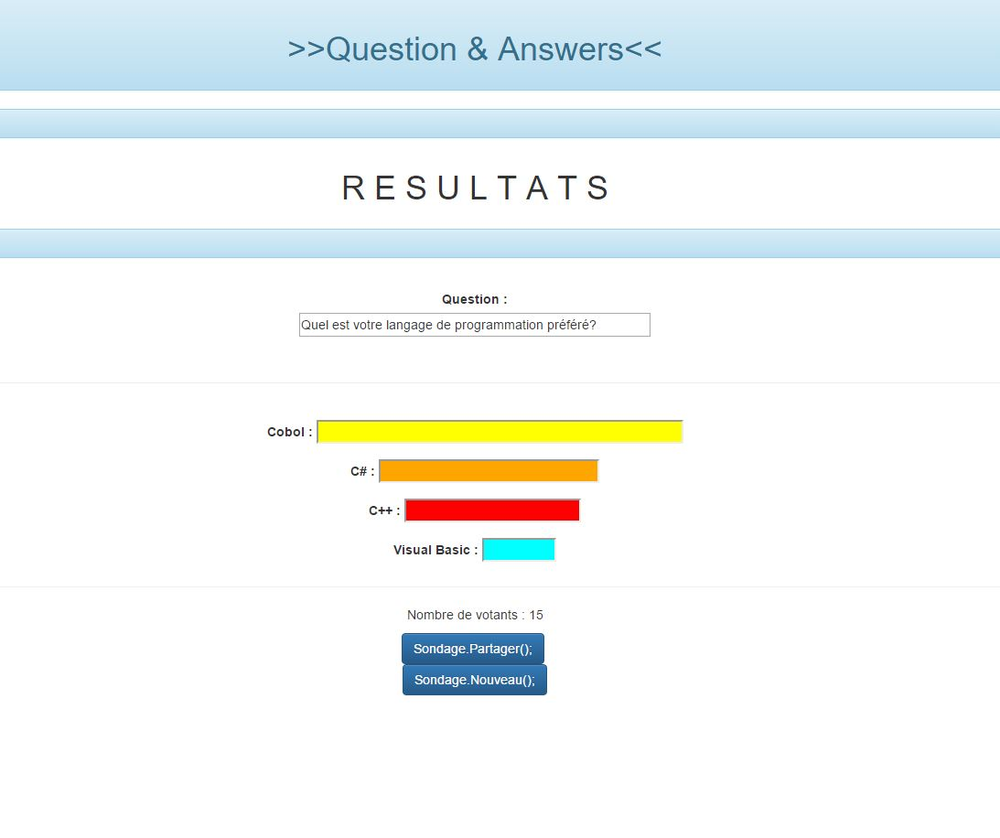 >>Question & Answers<<
R E S U L T A T S
Question :
Quel est votre langage de programmation préféré?
Cobol :
C# :
C++ :
Visual Basic :
Nombre de votants : 15
Sondage.Partager();
Sondage.Nouveau();